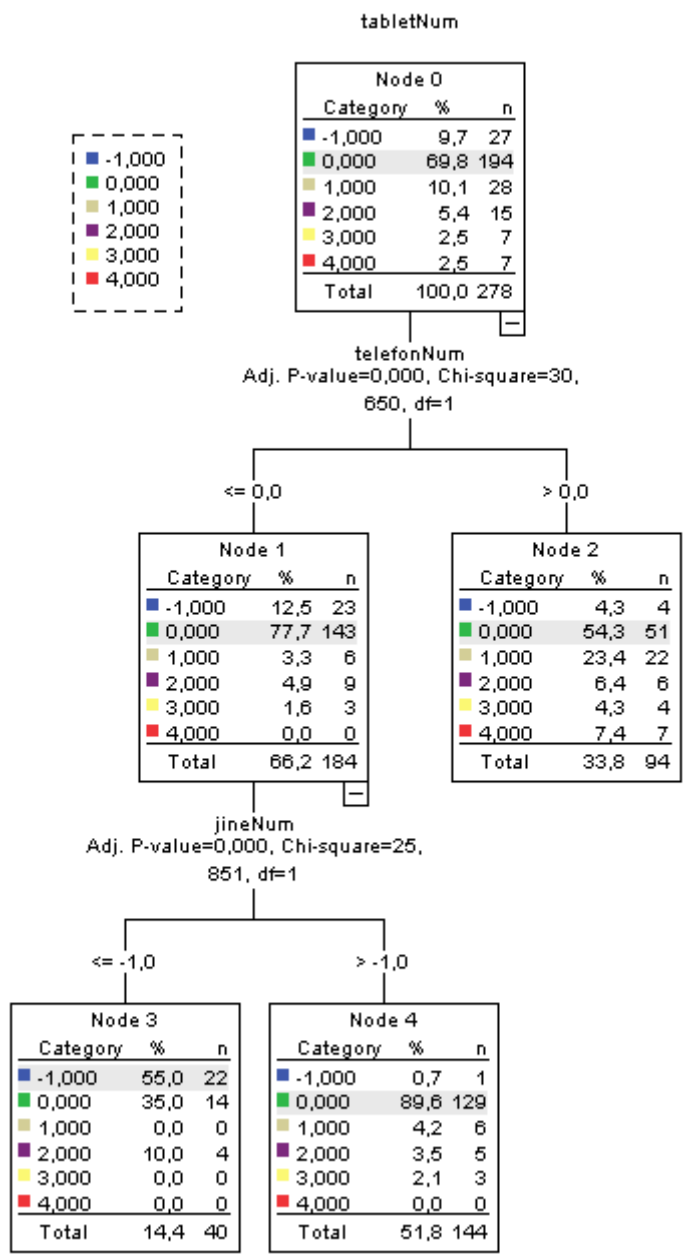 tabletNum
Node 0
Category % n
-1,000 9,7 27
0,000 69,8 194
1,000 10,1 28
2,000 5,4 15
3,000 2,5 7
4,000 2,5 7
Total 100,0 278
-1,000
0,000
1,000
2,000
3,000
4,000
telefonNum
Adj. P-value=0,000, Chi-square=30,
650, df=1
<= 0,0
> 0,0
Node 1
Category % n
-1,000 12,5 23
0,000 77,7 143
1,000 3,3 6
2,000 4,9 9
3,000 1,6 3
4,000 0,0 0
Total 66,2 184
Node 2
Category % n
-1,000 4,3 4
0,000 54,3 51
1,000 23,4 22
2,000 6,4 6
3,000 4,3 4
4,000 7,4 7
Total 33,8 94
jineNum
Adj. P-value=0,000, Chi-square=25,
851, df=1
<= -1,0
> -1,0
Node 3
Category % n
-1,000 55,0 22
0,000 35,0 14
1,000 0,0 0
2,000 10,0 4
3,000 0,0 0
4,000 0,0 0
Total 14,4 40
Node 4
Category % n
-1,000 0,7 1
0,000 89,6 129
1,000 4,2 6
2,000 3,5 5
3,000 2,1 3
4,000 0,0 0
Total 51,8 144